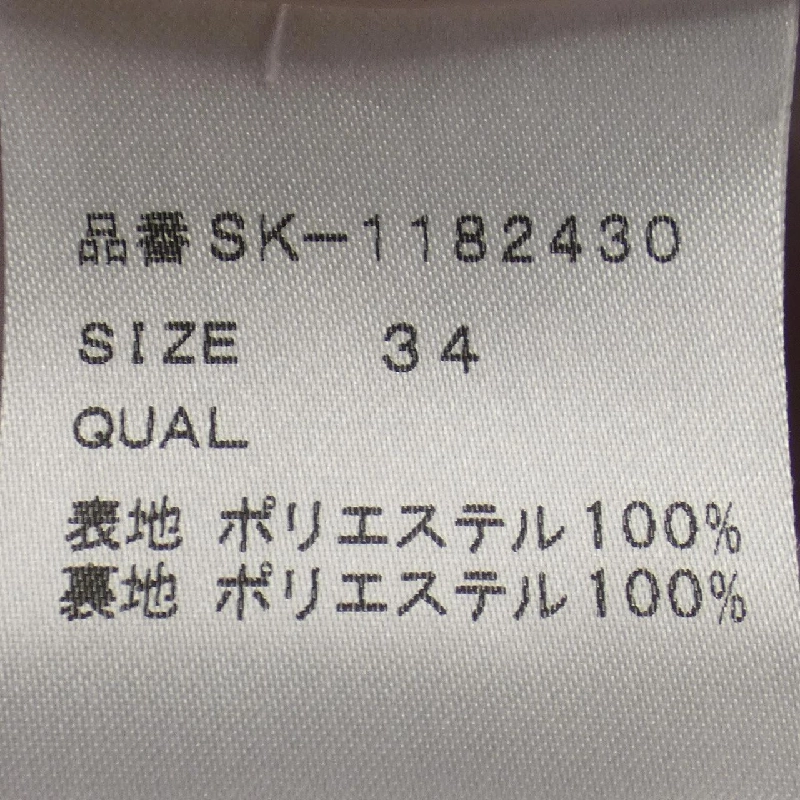 品番SK-1182430
SIZE 34
QUAL
表地 ポリエステル100%
裏地 ポリエステル100%